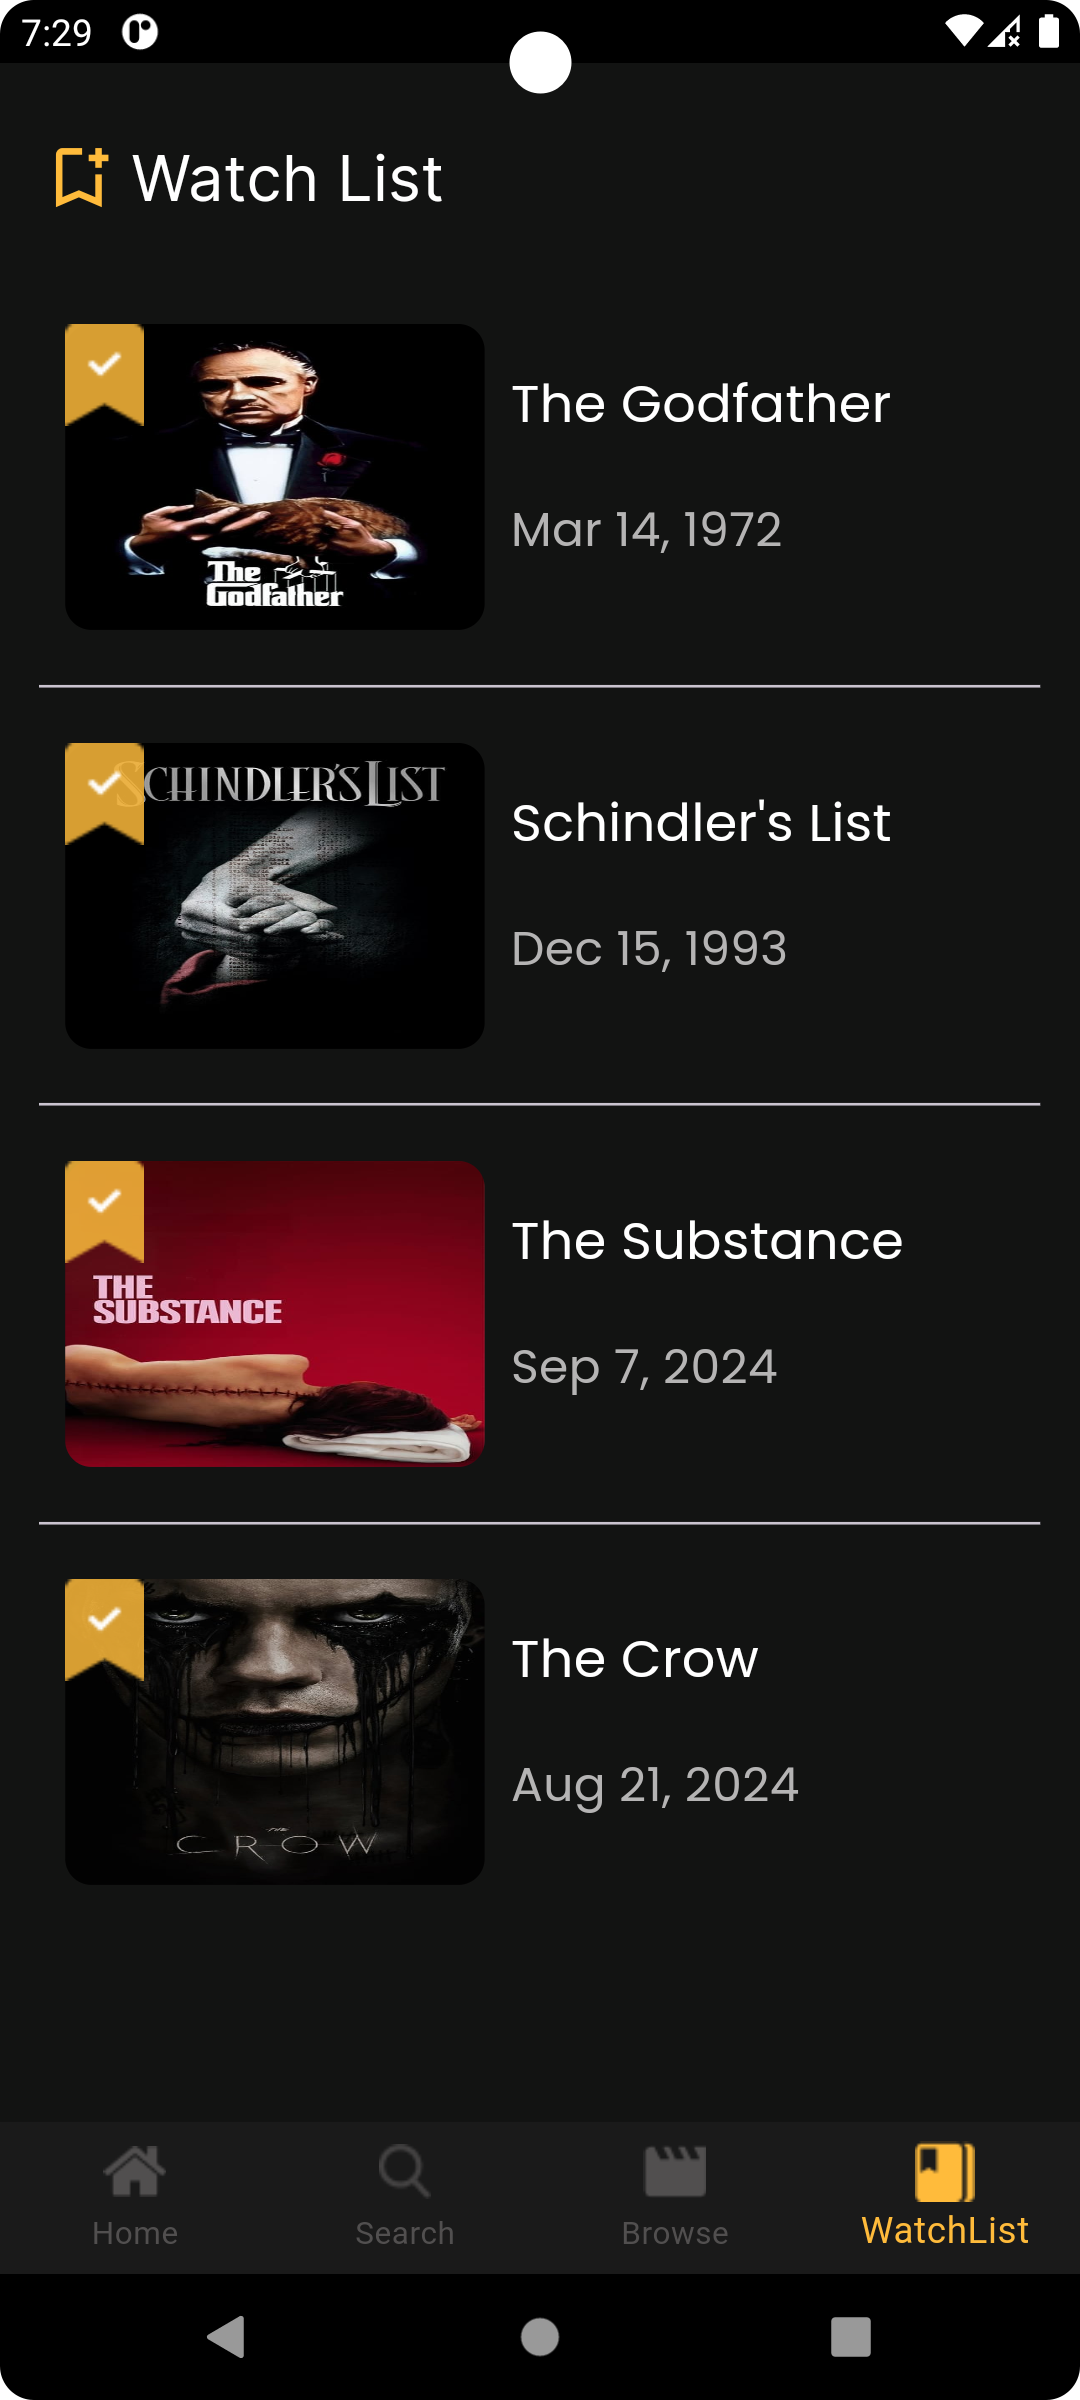 7:29
Watch List
The
Godfather
The Godfather
Mar 14, 1972
SCHINDLER'S LIST
Schindler's List
Dec 15, 1993
THE
SUBSTANCE
The Substance
Sep 7, 2024
THE
CROW
The Crow
Aug 21, 2024
Home
Search
Browse
WatchList